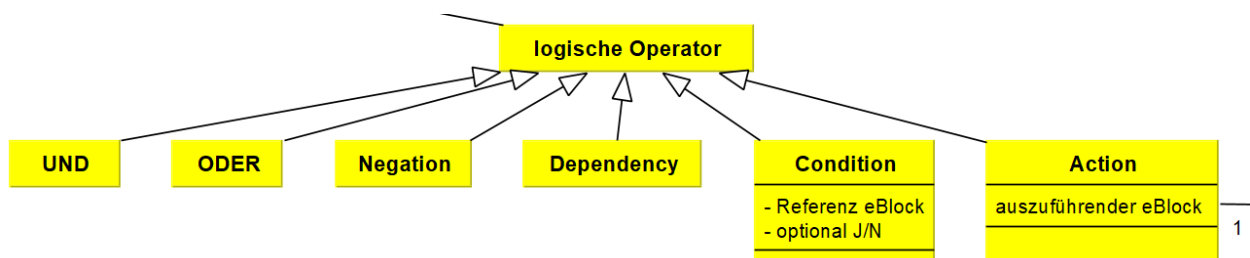 logische Operator
UND
ODER
Negation
Dependency
Condition
- Referenz eBlock
- optional J/N
Action
auszuführender eBlock
1